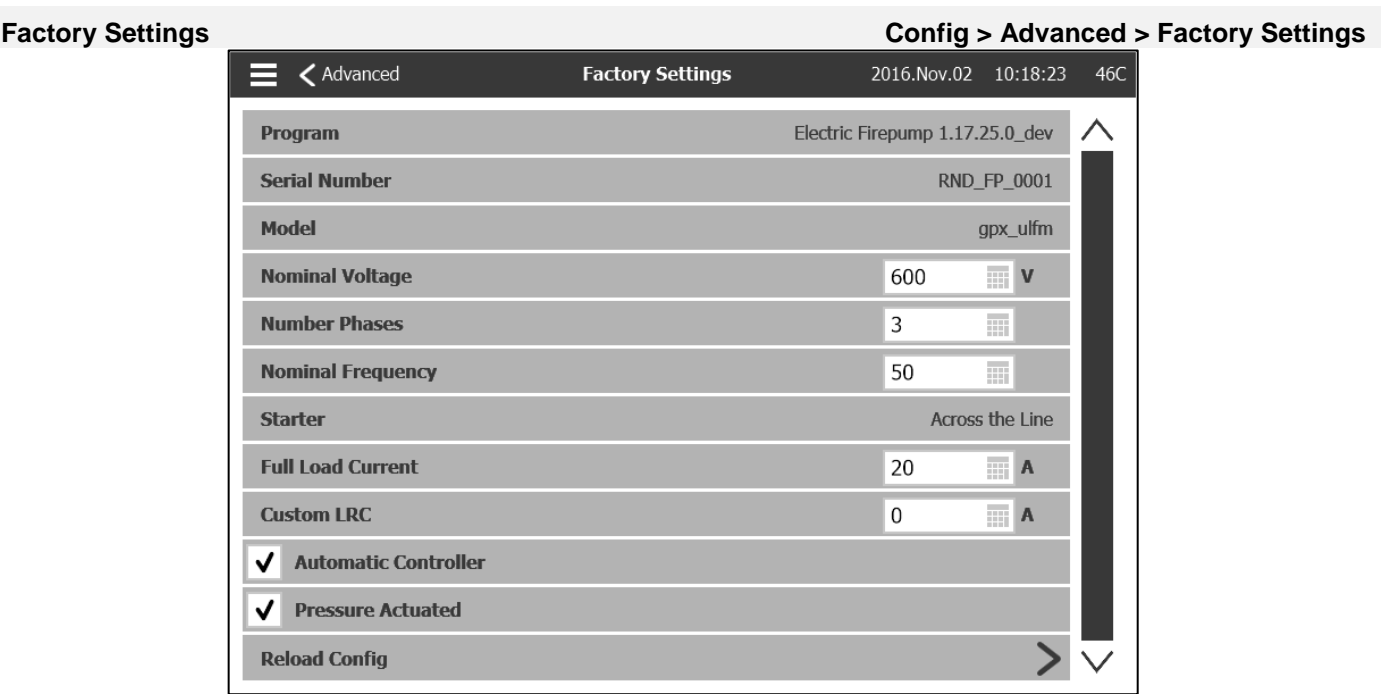 Factory Settings Config > Advanced > Factory Settings
Advanced Factory Settings 2016.Nov.02 10:18:23 46C
Program Electric Firepump 1.17.25.0_dev
Serial Number RND_FP_0001
Model gpx_ulfm
Nominal Voltage 600 V
Number Phases 3
Nominal Frequency 50
Starter Across the Line
Full Load Current 20 A
Custom LRC 0 A
Automatic Controller
Pressure Actuated
Reload Config